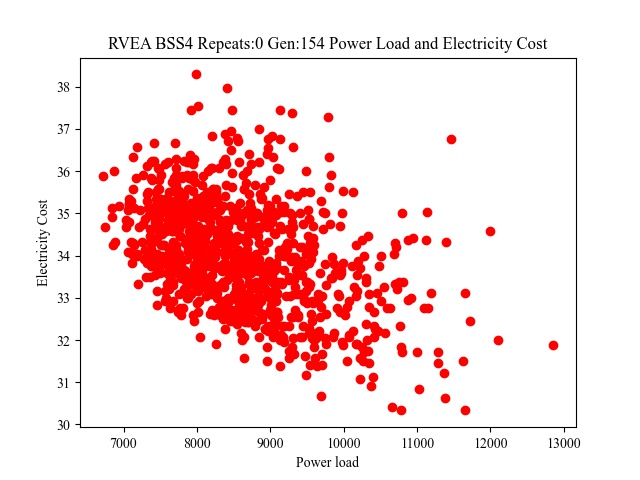 RVEA BSS4 Repeats:0 Gen:154 Power Load and Electricity Cost
38
37
36
35
34
33
32
31
30
Electricity Cost
7000 8000 9000 10000 11000 12000 13000
Power load